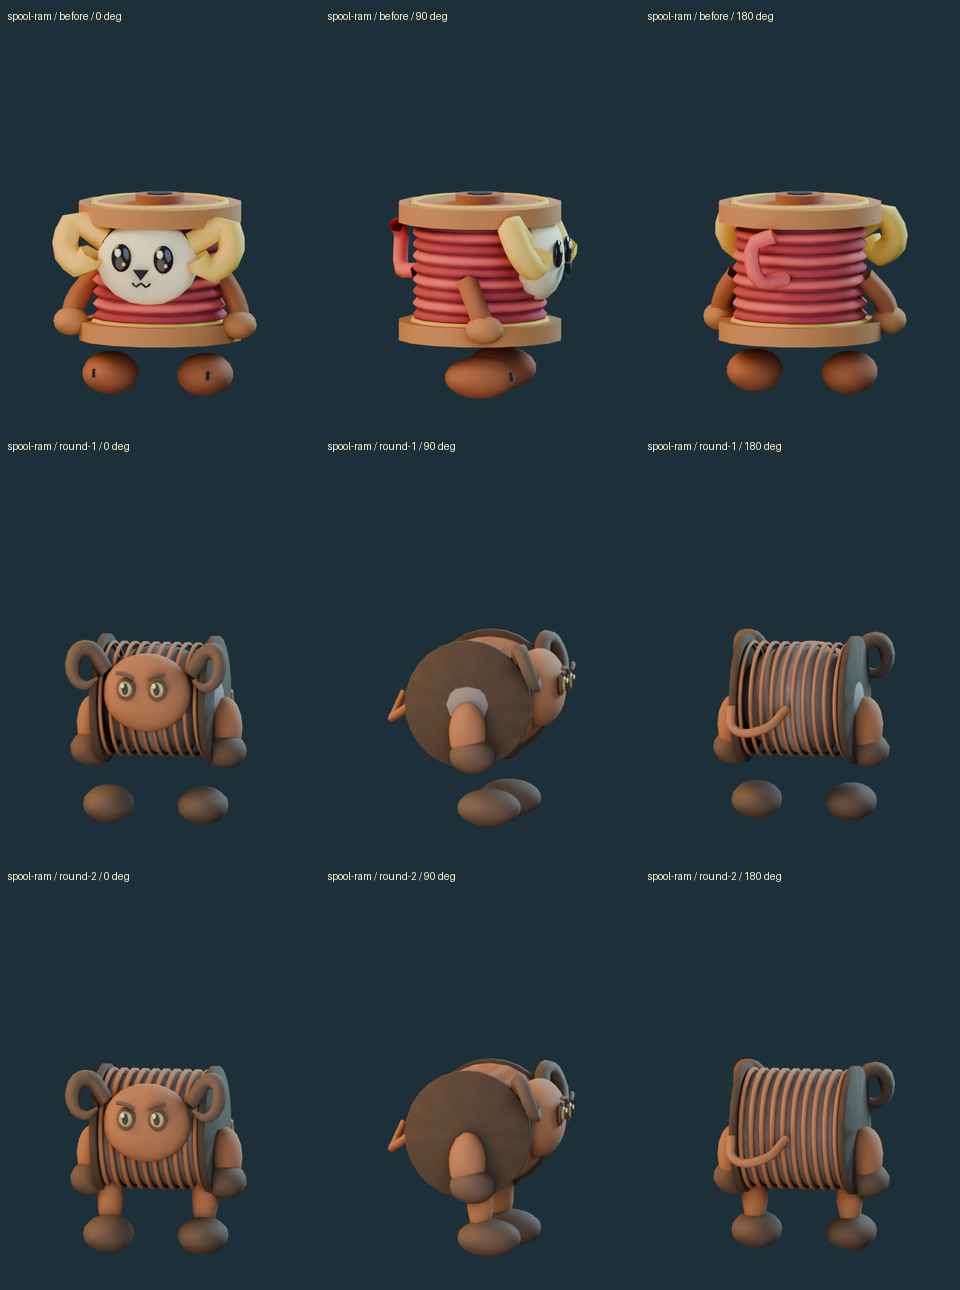 spool-ram / before / 0 deg
spool-ram / before / 90 deg
spool-ram / before / 180 deg
spool-ram / round-1 / 0 deg
spool-ram / round-1 / 90 deg
spool-ram / round-1 / 180 deg
spool-ram / round-2 / 0 deg
spool-ram / round-2 / 90 deg
spool-ram / round-2 / 180 deg